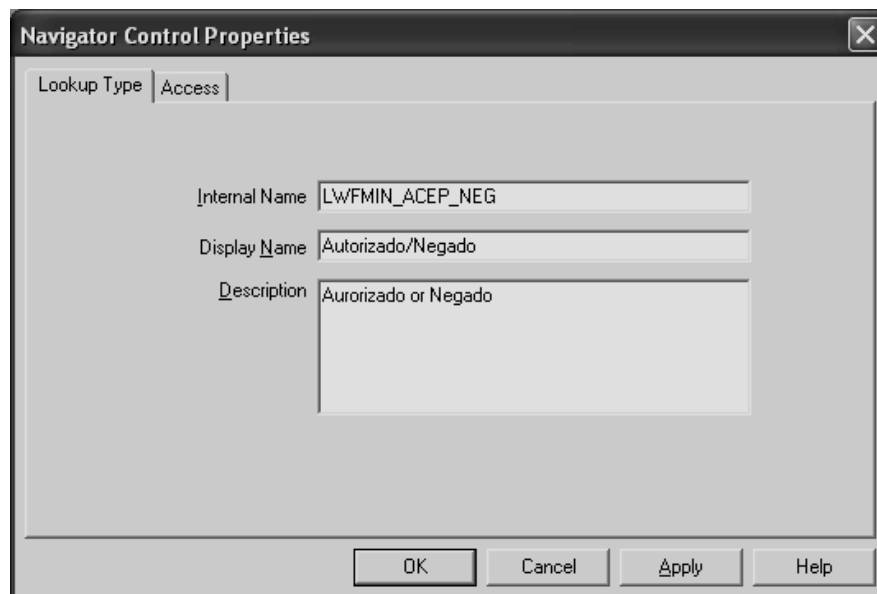 Navigator Control Properties
Lookup Type Access
Internal Name LWFMIN_ACEP_NEG
Display Name Autorizado/Negado
Description Aurorizado or Negado
OK Cancel Apply Help